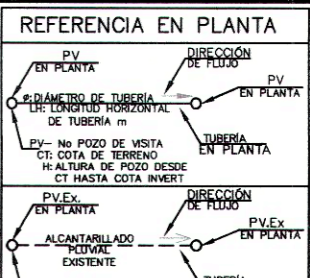 REFERENCIA EN PLANTA
PV
EN PLANTA
DIRECCIÓN
DE FLUJO
PV
EN PLANTA
ø:DIÁMETRO DE TUBERÍA
LH: LONGITUD HORIZONTAL
DE TUBERÍA m
TUBERÍA
EN PLANTA
PV- No POZO DE VISITA
CT: COTA DE TERRENO
H: ALTURA DE POZO DESDE
CT HASTA COTA INVERT
PV.Ex.
EN PLANTA
DIRECCIÓN
DE FLUJO
PV.Ex
EN PLANTA
ALCANTARILLADO
PLUVIAL
EXISTENTE